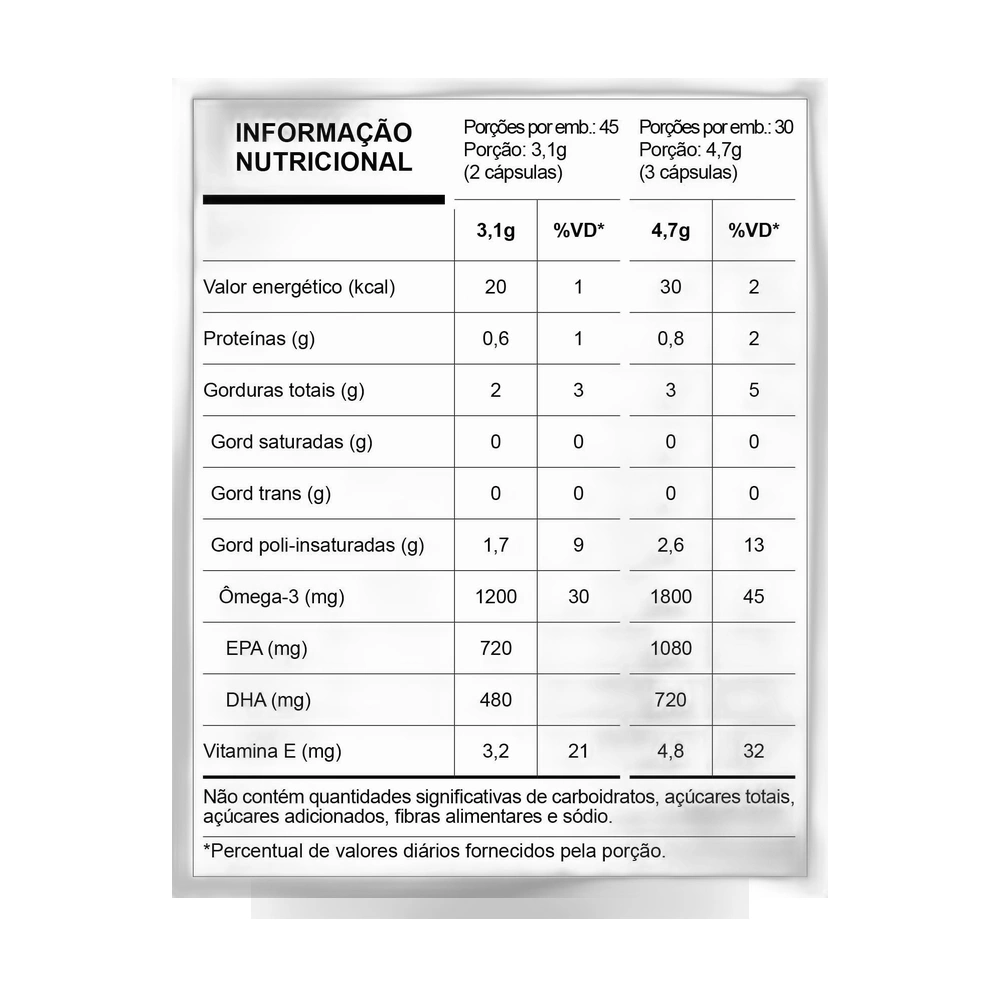 INFORMAÇÃO
NUTRICIONAL
Porções por emb.: 45
Porção: 3,1g
(2 cápsulas)
Porções por emb.: 30
Porção: 4,7g
(3 cápsulas)
3,1g %VD* 4,7g %VD*
Valor energético (kcal) 20 1 30 2
Proteínas (g) 0,6 1 0,8 2
Gorduras totais (g) 2 3 3 5
Gord saturadas (g) 0 0 0 0
Gord trans (g) 0 0 0 0
Gord poli-insaturadas (g) 1,7 9 2,6 13
Ômega-3 (mg) 1200 30 1800 45
EPA (mg) 720 1080
DHA (mg) 480 720
Vitamina E (mg) 3,2 21 4,8 32
Não contém quantidades significativas de carboidratos, açúcares totais,
açúcares adicionados, fibras alimentares e sódio.
*Percentual de valores diários fornecidos pela porção.